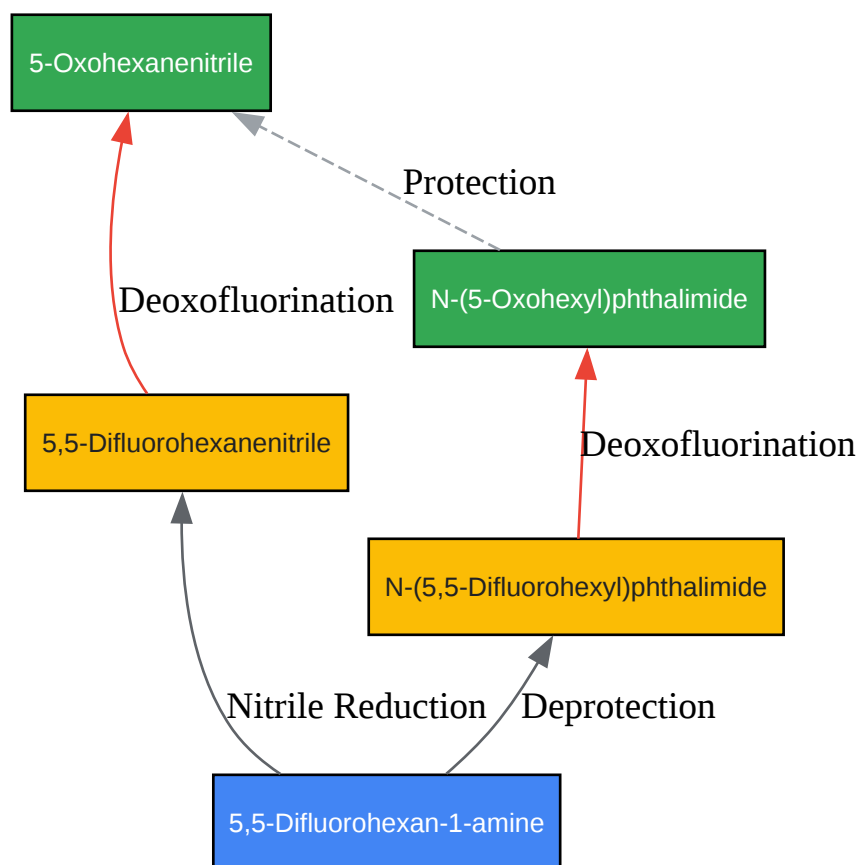 5-Oxohexanenitrile
Protection
N-(5-Oxohexyl)phthalimide
Deoxofluorination
5,5-Difluorohexanenitrile
Deoxofluorination
N-(5,5-Difluorohexyl)phthalimide
Nitrile Reduction
Deprotection
5,5-Difluorohexan-1-amine